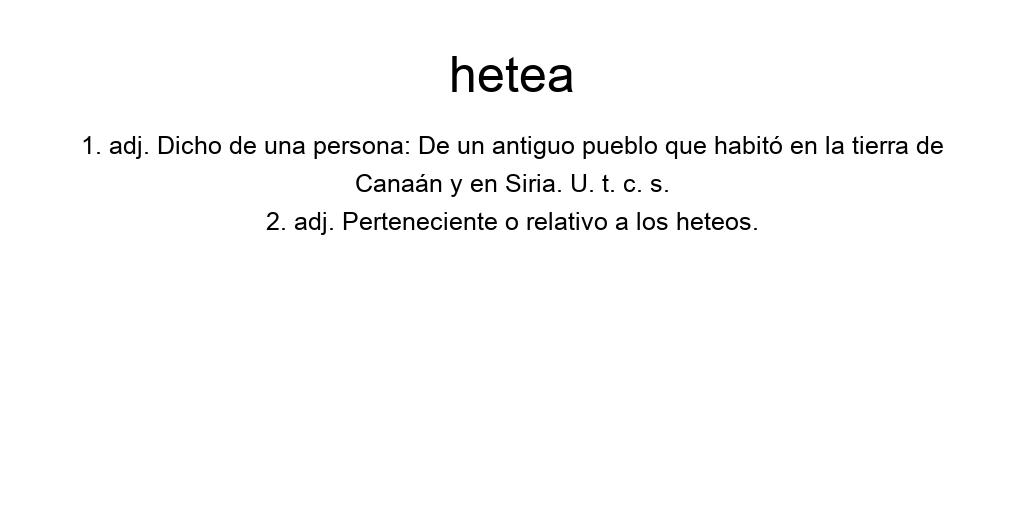 hetea
1. adj. Dicho de una persona: De un antiguo pueblo que habitó en la tierra de
Canaán y en Siria. U. t. c. s.
2. adj. Perteneciente o relativo a los heteos.